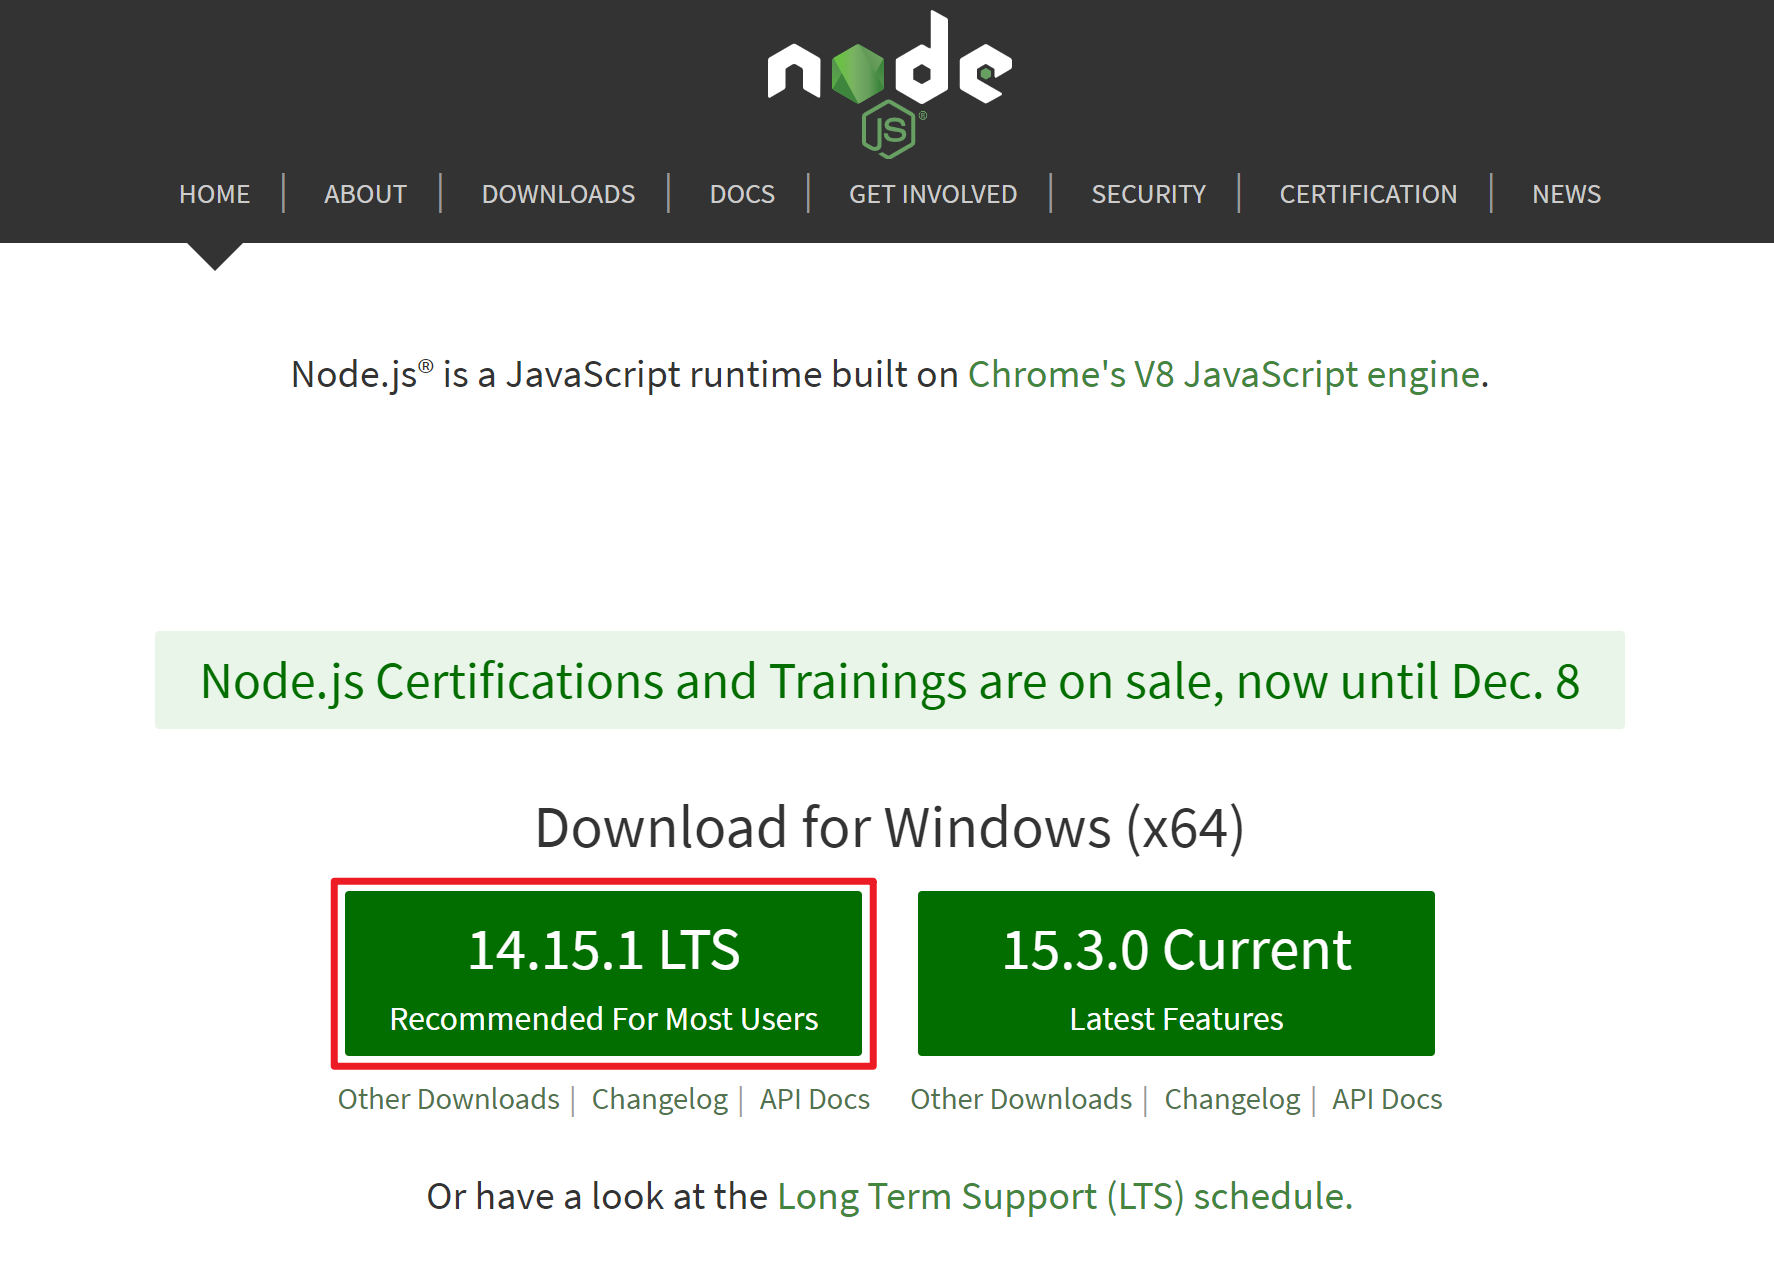 node
JS®
HOME | ABOUT | DOWNLOADS | DOCS | GET INVOLVED | SECURITY | CERTIFICATION | NEWS
Node.js® is a JavaScript runtime built on Chrome's V8 JavaScript engine.
Node.js Certifications and Trainings are on sale, now until Dec. 8
Download for Windows (x64)
14.15.1 LTS
Recommended For Most Users
15.3.0 Current
Latest Features
Other Downloads | Changelog | API Docs
Other Downloads | Changelog | API Docs
Or have a look at the Long Term Support (LTS) schedule.